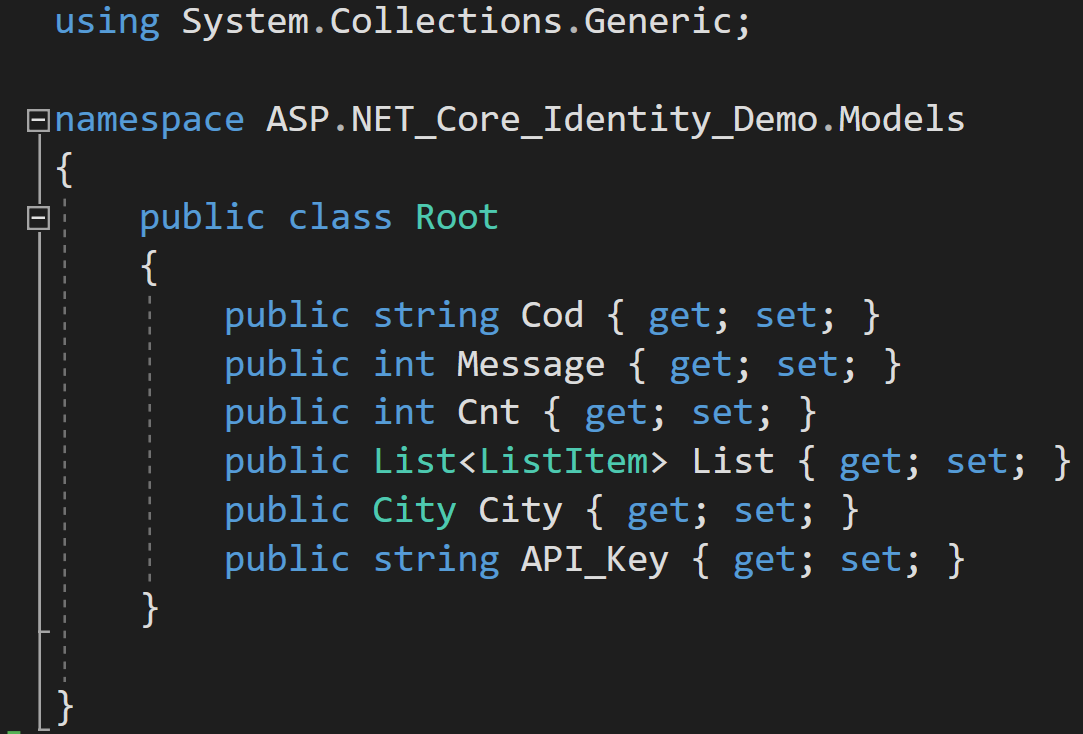 using System.Collections.Generic;
namespace ASP.NET_Core_Identity_Demo.Models
{
public class Root
{
public string Cod { get; set; }
public int Message { get; set; }
public int Cnt { get; set; }
public List<ListItem> List { get; set; }
public City City { get; set; }
public string API_Key { get; set; }
}
}